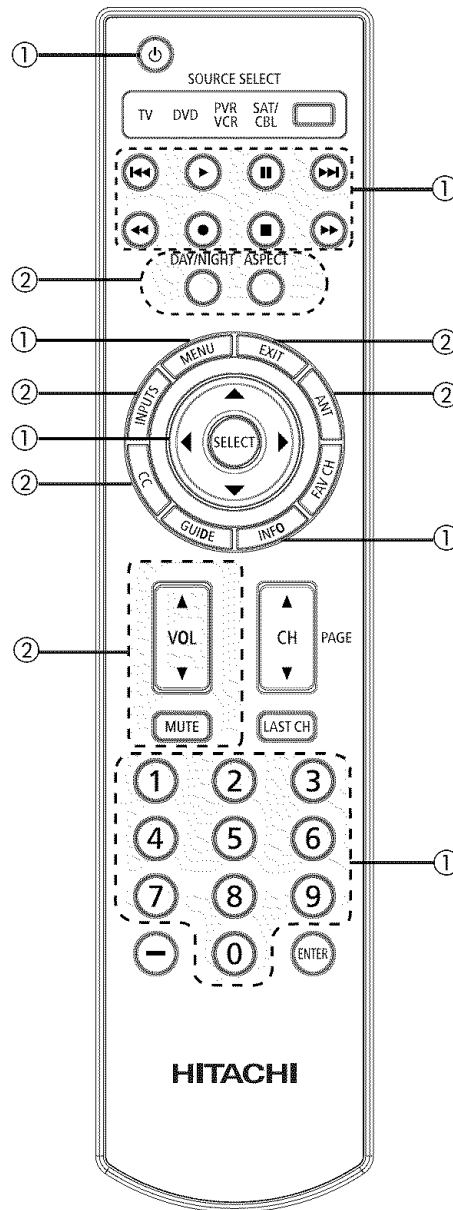 ①
SOURCE SELECT
TV DVD PVR VCR SAT/ CBL
①
②
DAY/NIGHT ASPECT
① MENU EXIT ②
② INPUTS ANT ②
① SELECT
② CC FAV CH
GUIDE INFO ①
② VOL CH PAGE
MUTE LAST CH
1 2 3
4 5 6 ①
7 8 9
0 ENTER
HITACHI